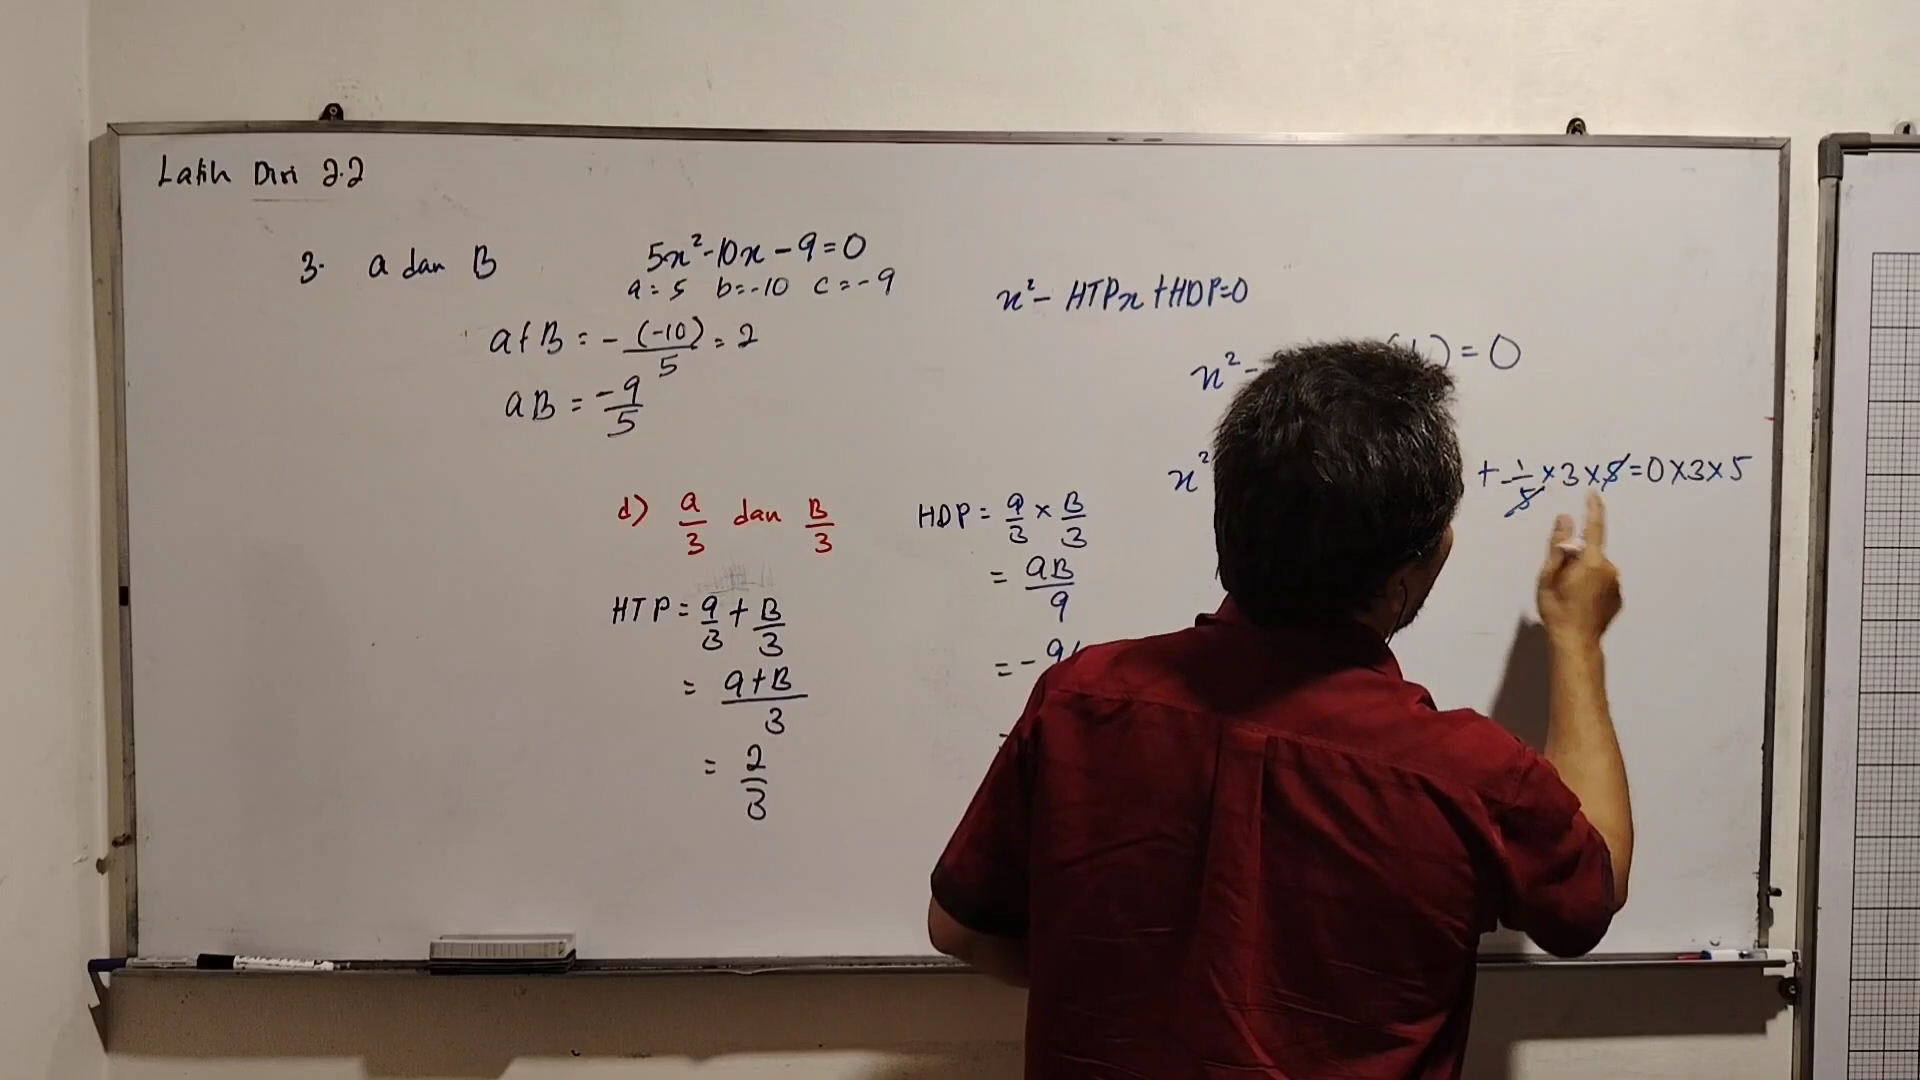 Latih Diri 2.2
3. a dan B
5x²-10x-9=0
a=5 b=-10 c=-9
a+B = -(-10)/5 = 2
aB = -9/5
d) a/3 dan B/3
HTP = a/3 + B/3
= a+B/3
= 2/3
HDP = a/3 × B/3
= aB/9
= -9/
x² - HTPx + HDP=0
x² - ) = 0
x² + -1/5 × 3 × 5 = 0×3×5